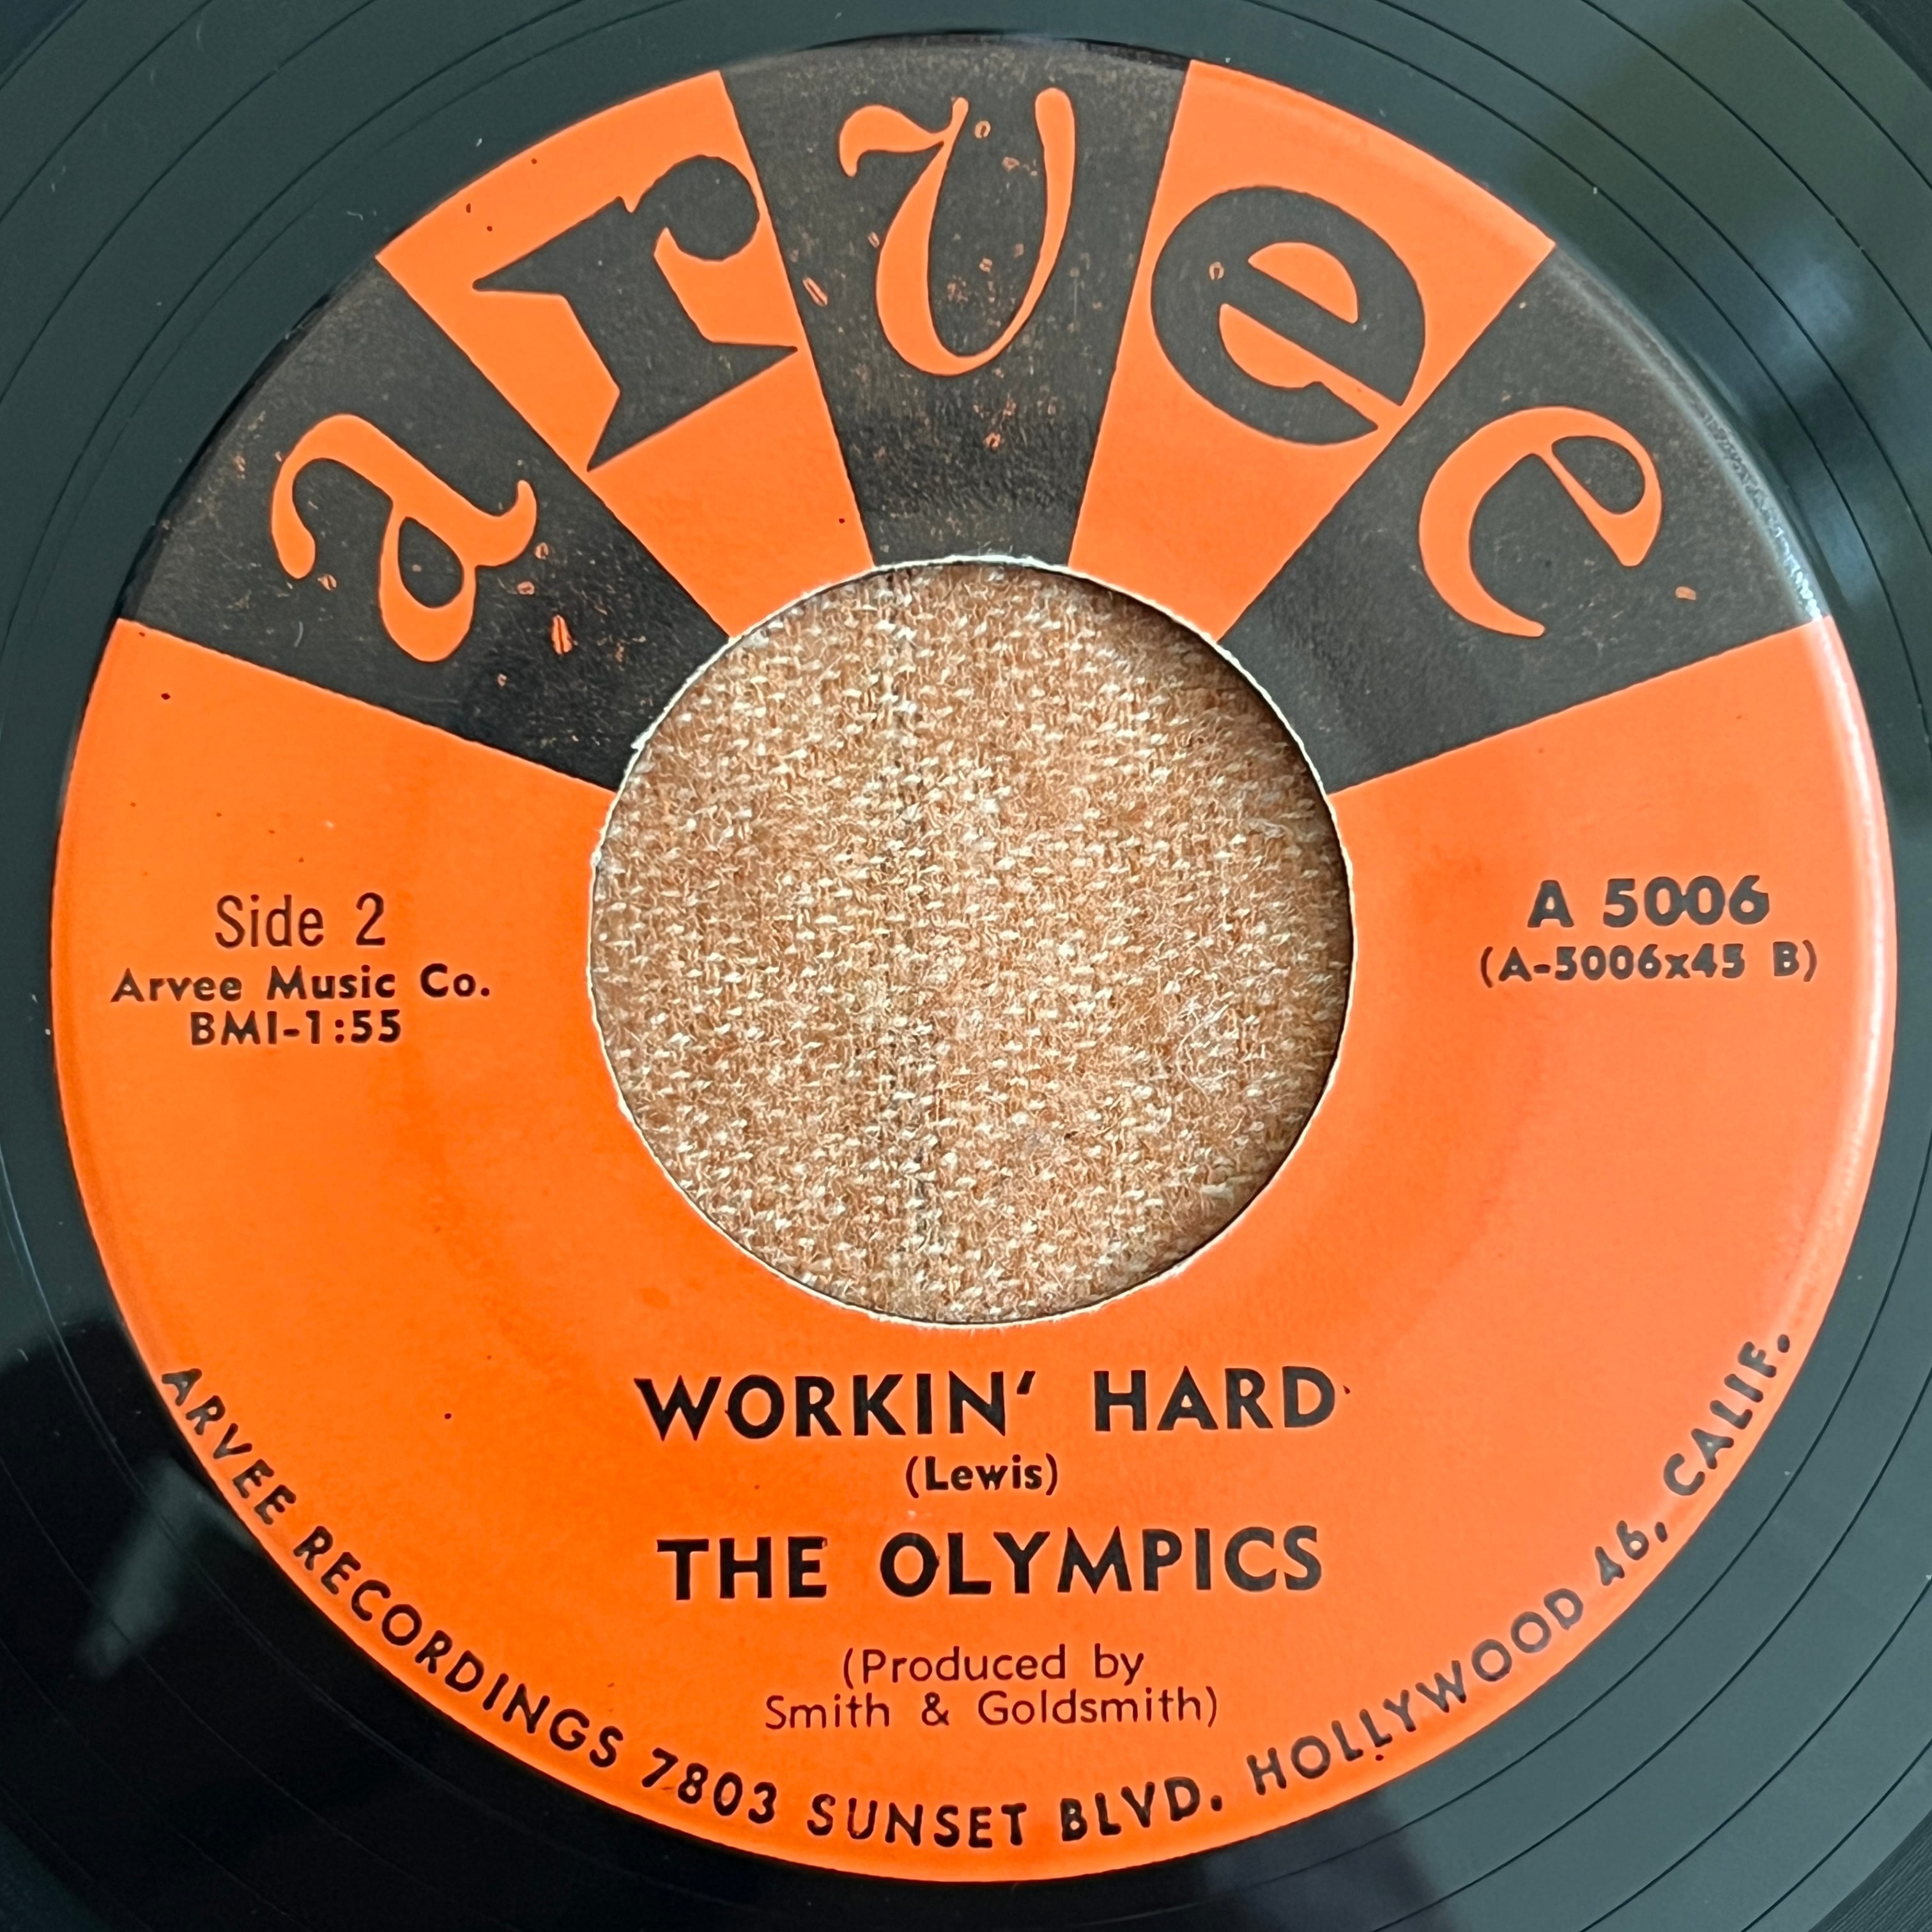 arvee
Side 2
Arvee Music Co.
BMI-1:55
A 5006
(A-5006x45 B)
WORKIN' HARD
(Lewis)
THE OLYMPICS
(Produced by
Smith & Goldsmith)
ARVEE RECORDINGS 7803 SUNSET BLVD. HOLLYWOOD 46, CALIF.